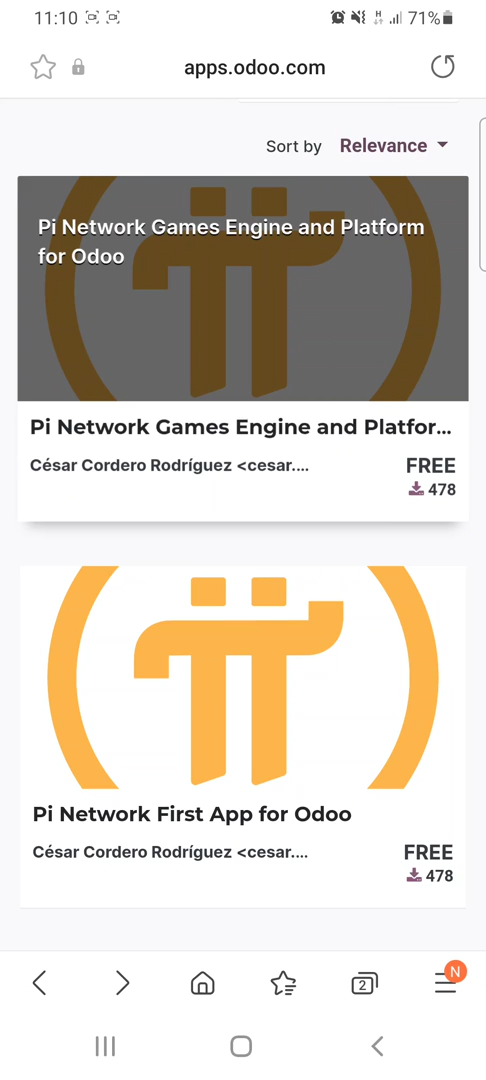 11:10
71%
apps.odoo.com
Sort by Relevance
Pi Network Games Engine and Platform
for Odoo
Pi Network Games Engine and Platfor...
César Cordero Rodríguez <cesar....
FREE
478
Pi Network First App for Odoo
César Cordero Rodríguez <cesar....
FREE
478
2
N